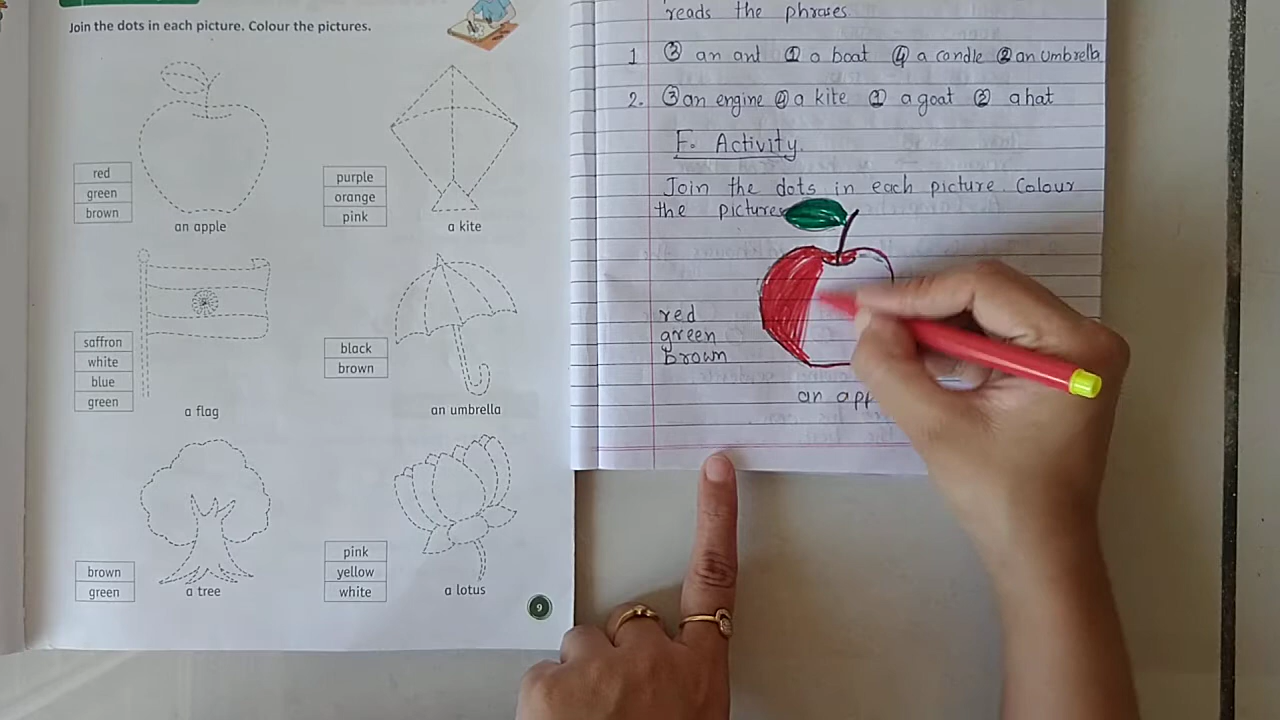 Join the dots in each picture. Colour the pictures.
red
green
brown
an apple
purple
orange
pink
a kite
saffron
white
blue
green
a flag
black
brown
an umbrella
brown
green
a tree
pink
yellow
white
a lotus
9
reads the phrases.
1 ③ an ant ① a boat ④ a candle ② an umbrella
2. ③ an engine ④ a kite ① a goat ② a hat
F. Activity.
Join the dots in each picture. Colour
the pictures
red
green
brown
an app